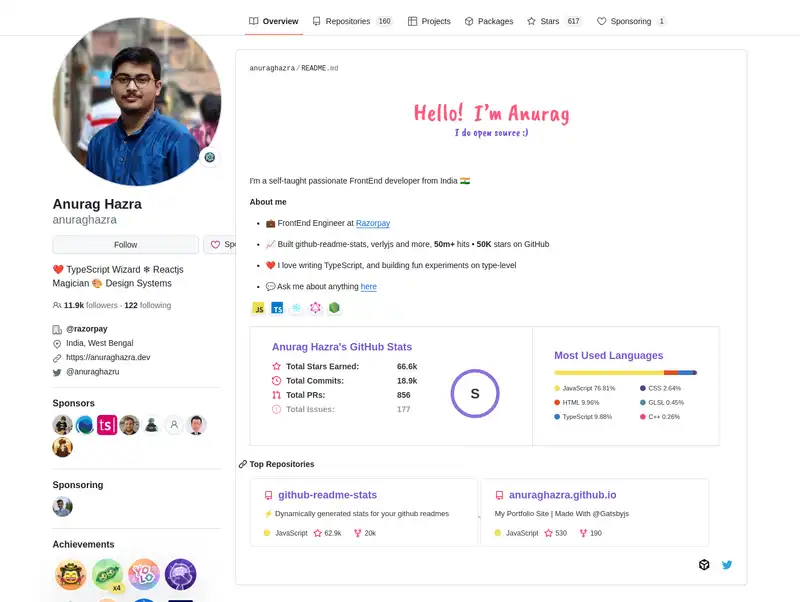 Overview Repositories 160 Projects Packages Stars 617 Sponsoring 1
anuraghazra/README.md
Hello! I'm Anurag
I do open source :)
I'm a self-taught passionate FrontEnd developer from India 🇮🇳
About me
💼 FrontEnd Engineer at Razorpay
📈 Built github-readme-stats, verlyjs and more, 50m+ hits • 50K stars on GitHub
❤️ I love writing TypeScript, and building fun experiments on type-level
💬 Ask me about anything here
JS TS
Anurag Hazra's GitHub Stats
Total Stars Earned: 66.6k
Total Commits: 18.9k
Total PRs: 856
Total Issues: 177
S
Most Used Languages
JavaScript 76.81% CSS 2.64%
HTML 9.96% GLSL 0.45%
TypeScript 9.88% C++ 0.26%
Top Repositories
github-readme-stats
⚡ Dynamically generated stats for your github readmes
JavaScript 62.9k 20k
anuraghazra.github.io
My Portfolio Site | Made With @Gatsbyjs
JavaScript 530 190
Anurag Hazra
anuraghazra
Follow
Spo
❤️ TypeScript Wizard ❄ Reactjs
Magician 🎨 Design Systems
11.9k followers · 122 following
@razorpay
India, West Bengal
https://anuraghazra.dev
@anuraghazru
Sponsors
ts
Sponsoring
Achievements
x4
YOLO